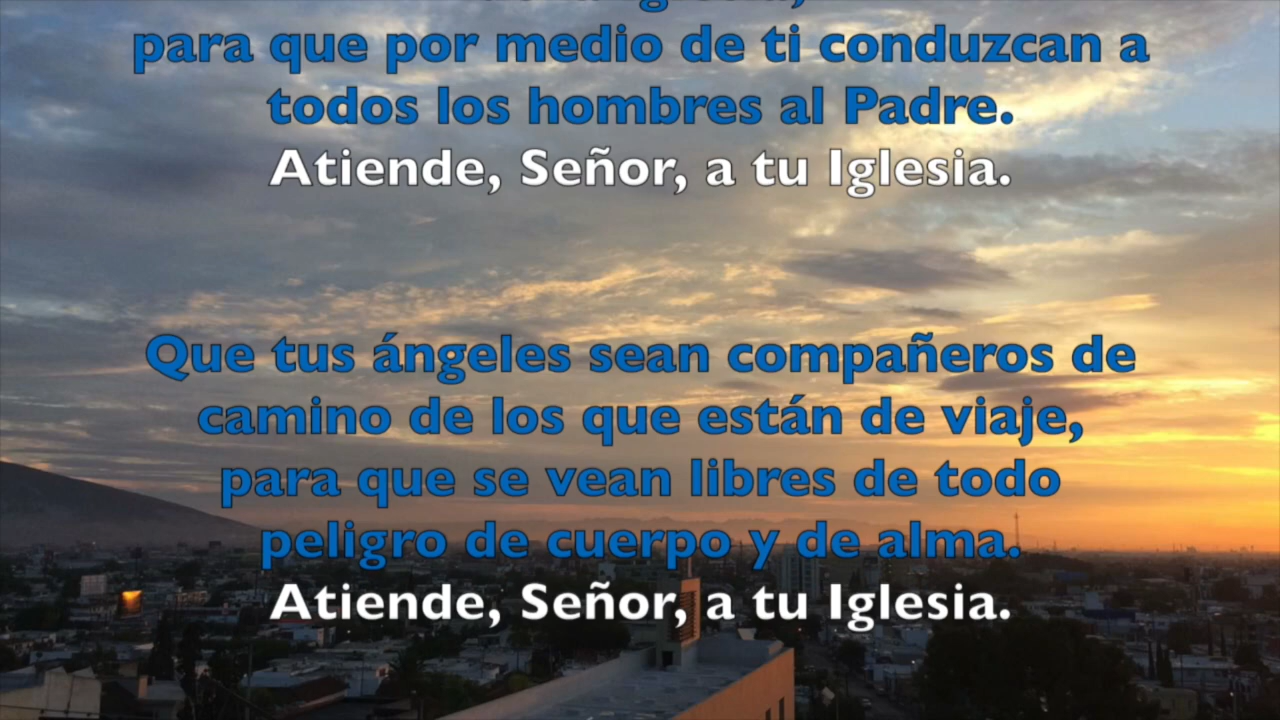 para que por medio de ti conduzcan a
todos los hombres al Padre.
Atiende, Señor, a tu Iglesia.
Que tus ángeles sean compañeros de
camino de los que están de viaje,
para que se vean libres de todo
peligro de cuerpo y de alma.
Atiende, Señor, a tu Iglesia.